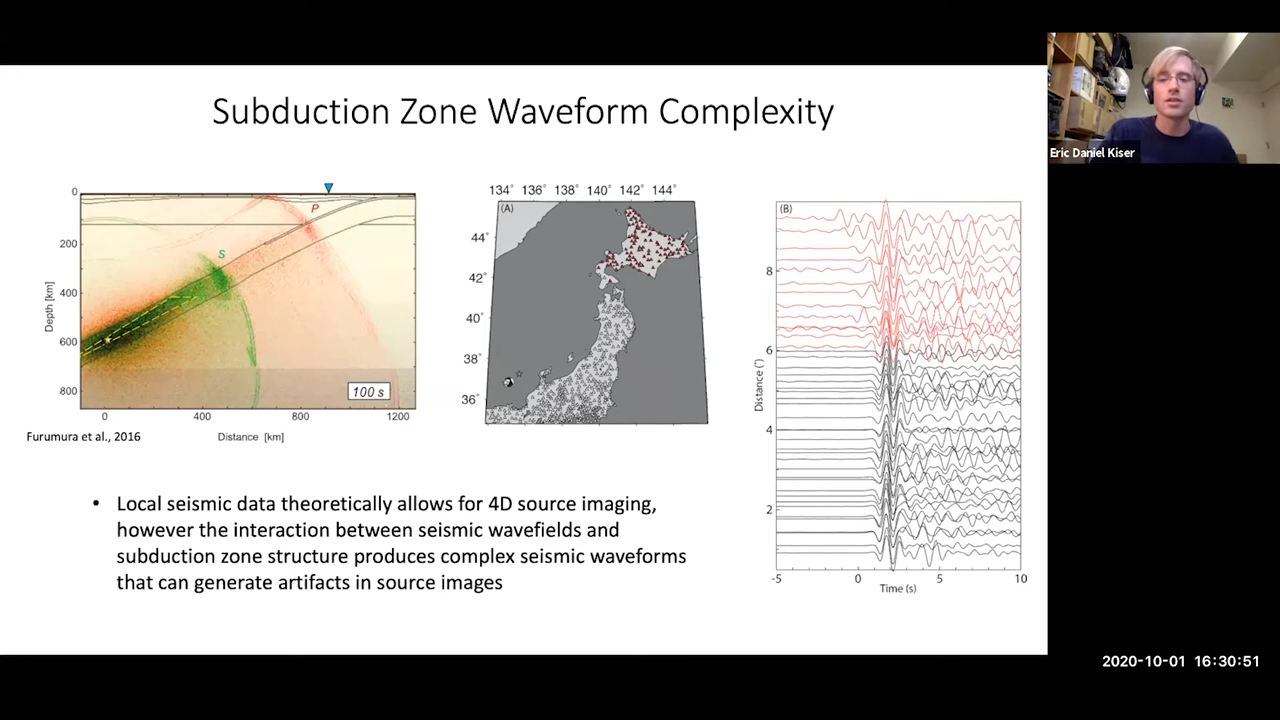 Subduction Zone Waveform Complexity
Eric Daniel Kiser
0
200
400
600
800
Depth [km]
P
S
100 s
0 400 800 1200
Distance [km]
Furumura et al., 2016
134° 136° 138° 140° 142° 144°
(A)
44°
42°
40°
38°
36°
(B)
8
6
4
2
Distance (°)
-5 0 5 10
Time (s)
• Local seismic data theoretically allows for 4D source imaging,
however the interaction between seismic wavefields and
subduction zone structure produces complex seismic waveforms
that can generate artifacts in source images
2020-10-01 16:30:51